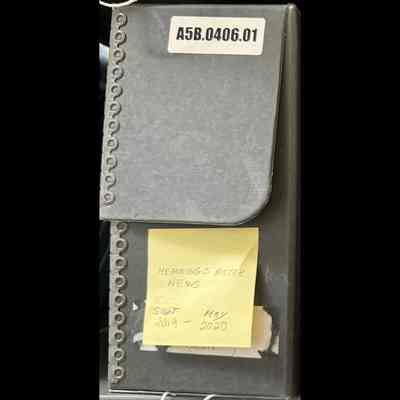 A5B.0406.01
HEMMINGS MOTOR
NEWS
SEPT May
2019 – 2020